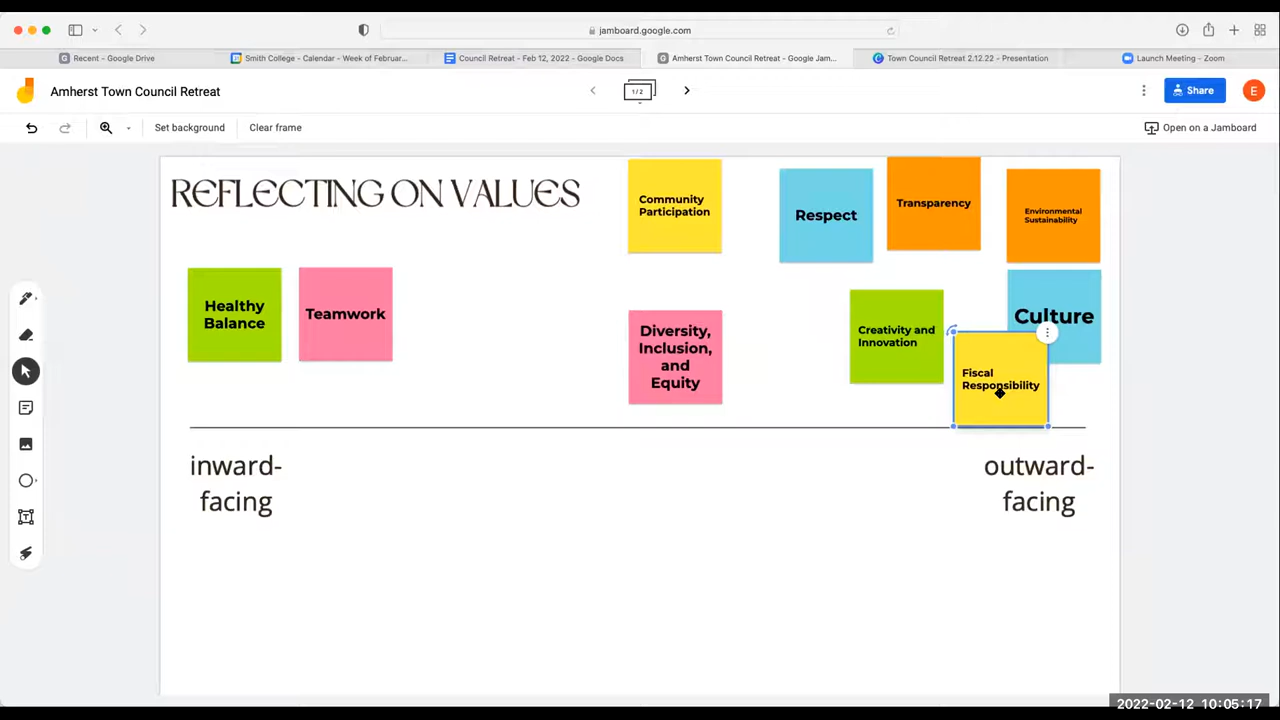 jamboard.google.com
Recent - Google Drive
Smith College - Calendar - Week of Februar...
Council Retreat - Feb 12, 2022 - Google Docs
Amherst Town Council Retreat - Google Jam...
Town Council Retreat 2.12.22 - Presentation
Launch Meeting - Zoom
Amherst Town Council Retreat
1/2
Share
E
Set background
Clear frame
Open on a Jamboard
REFLECTING ON VALUES
Community
Participation
Respect
Transparency
Environmental
Sustainability
Healthy
Balance
Teamwork
Diversity,
Inclusion,
and
Equity
Creativity and
Innovation
Culture
Fiscal
Responsibility
inward-
facing
outward-
facing
2022-02-12 10:05:17